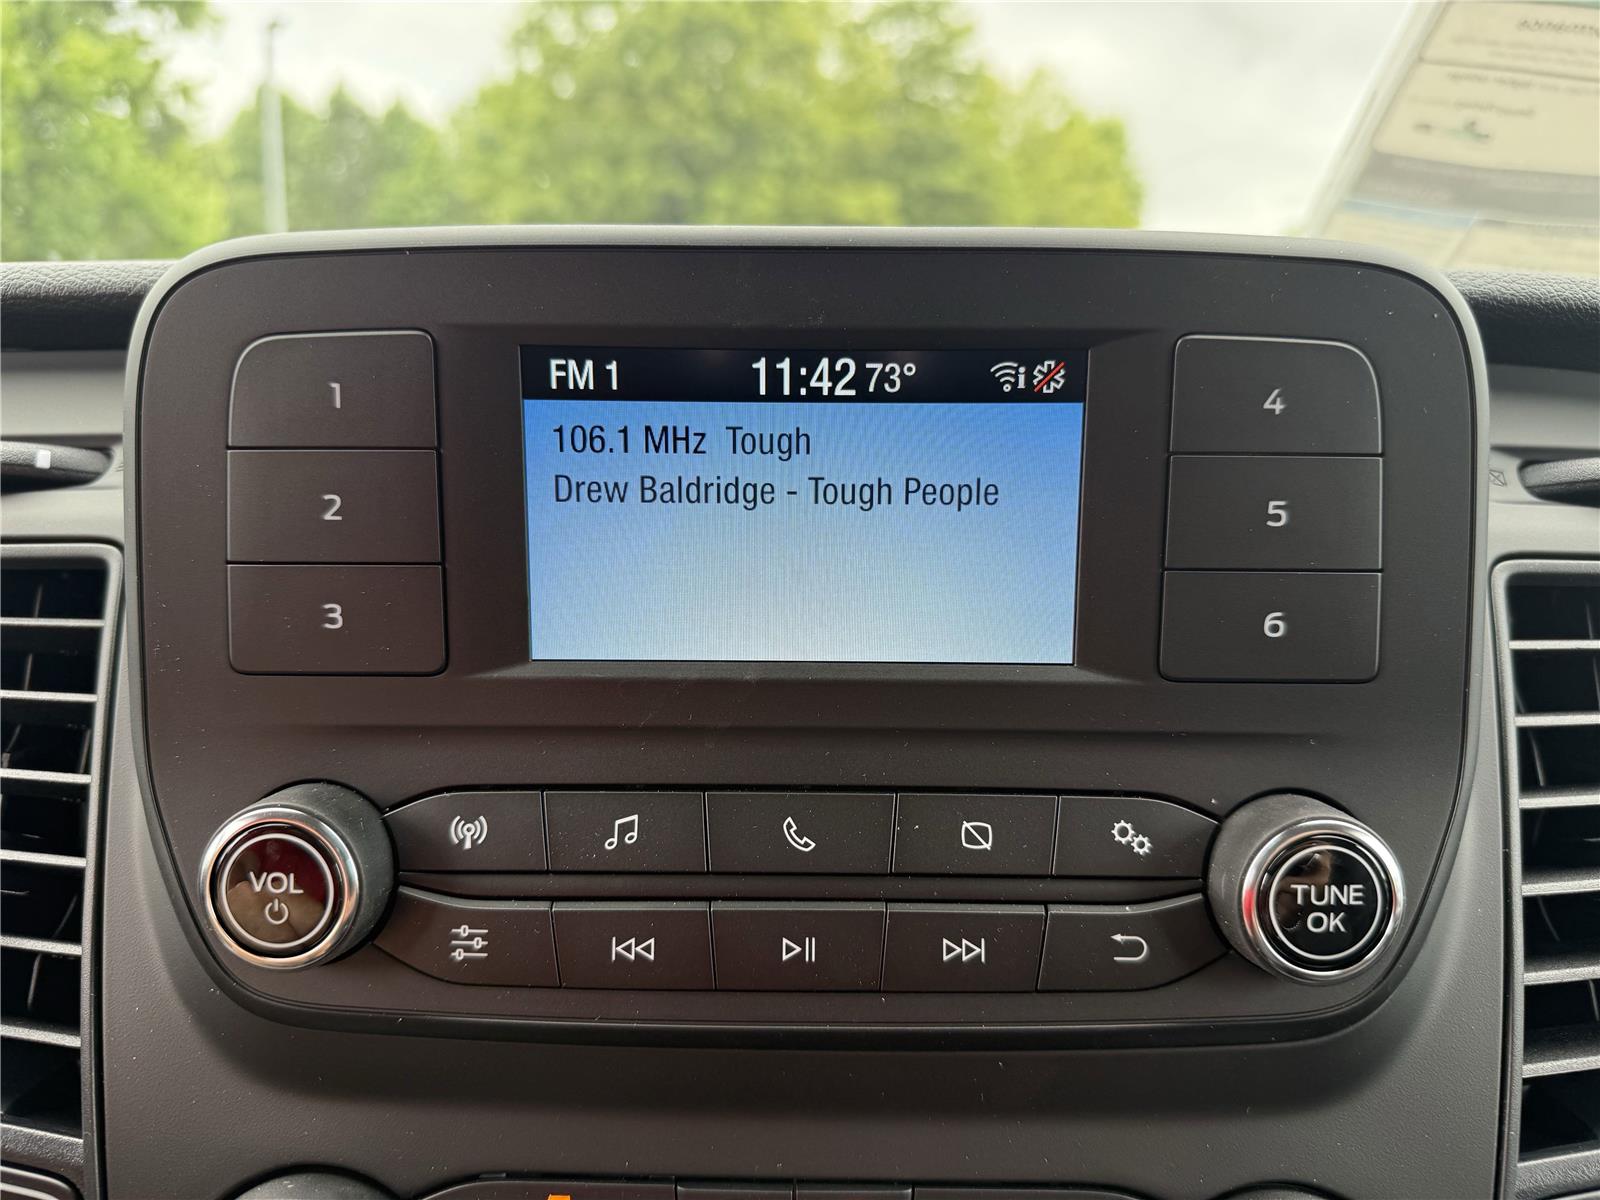 FM 1 11:42 73°
106.1 MHz Tough
Drew Baldridge - Tough People
1
2
3
4
5
6
VOL
TUNE
OK